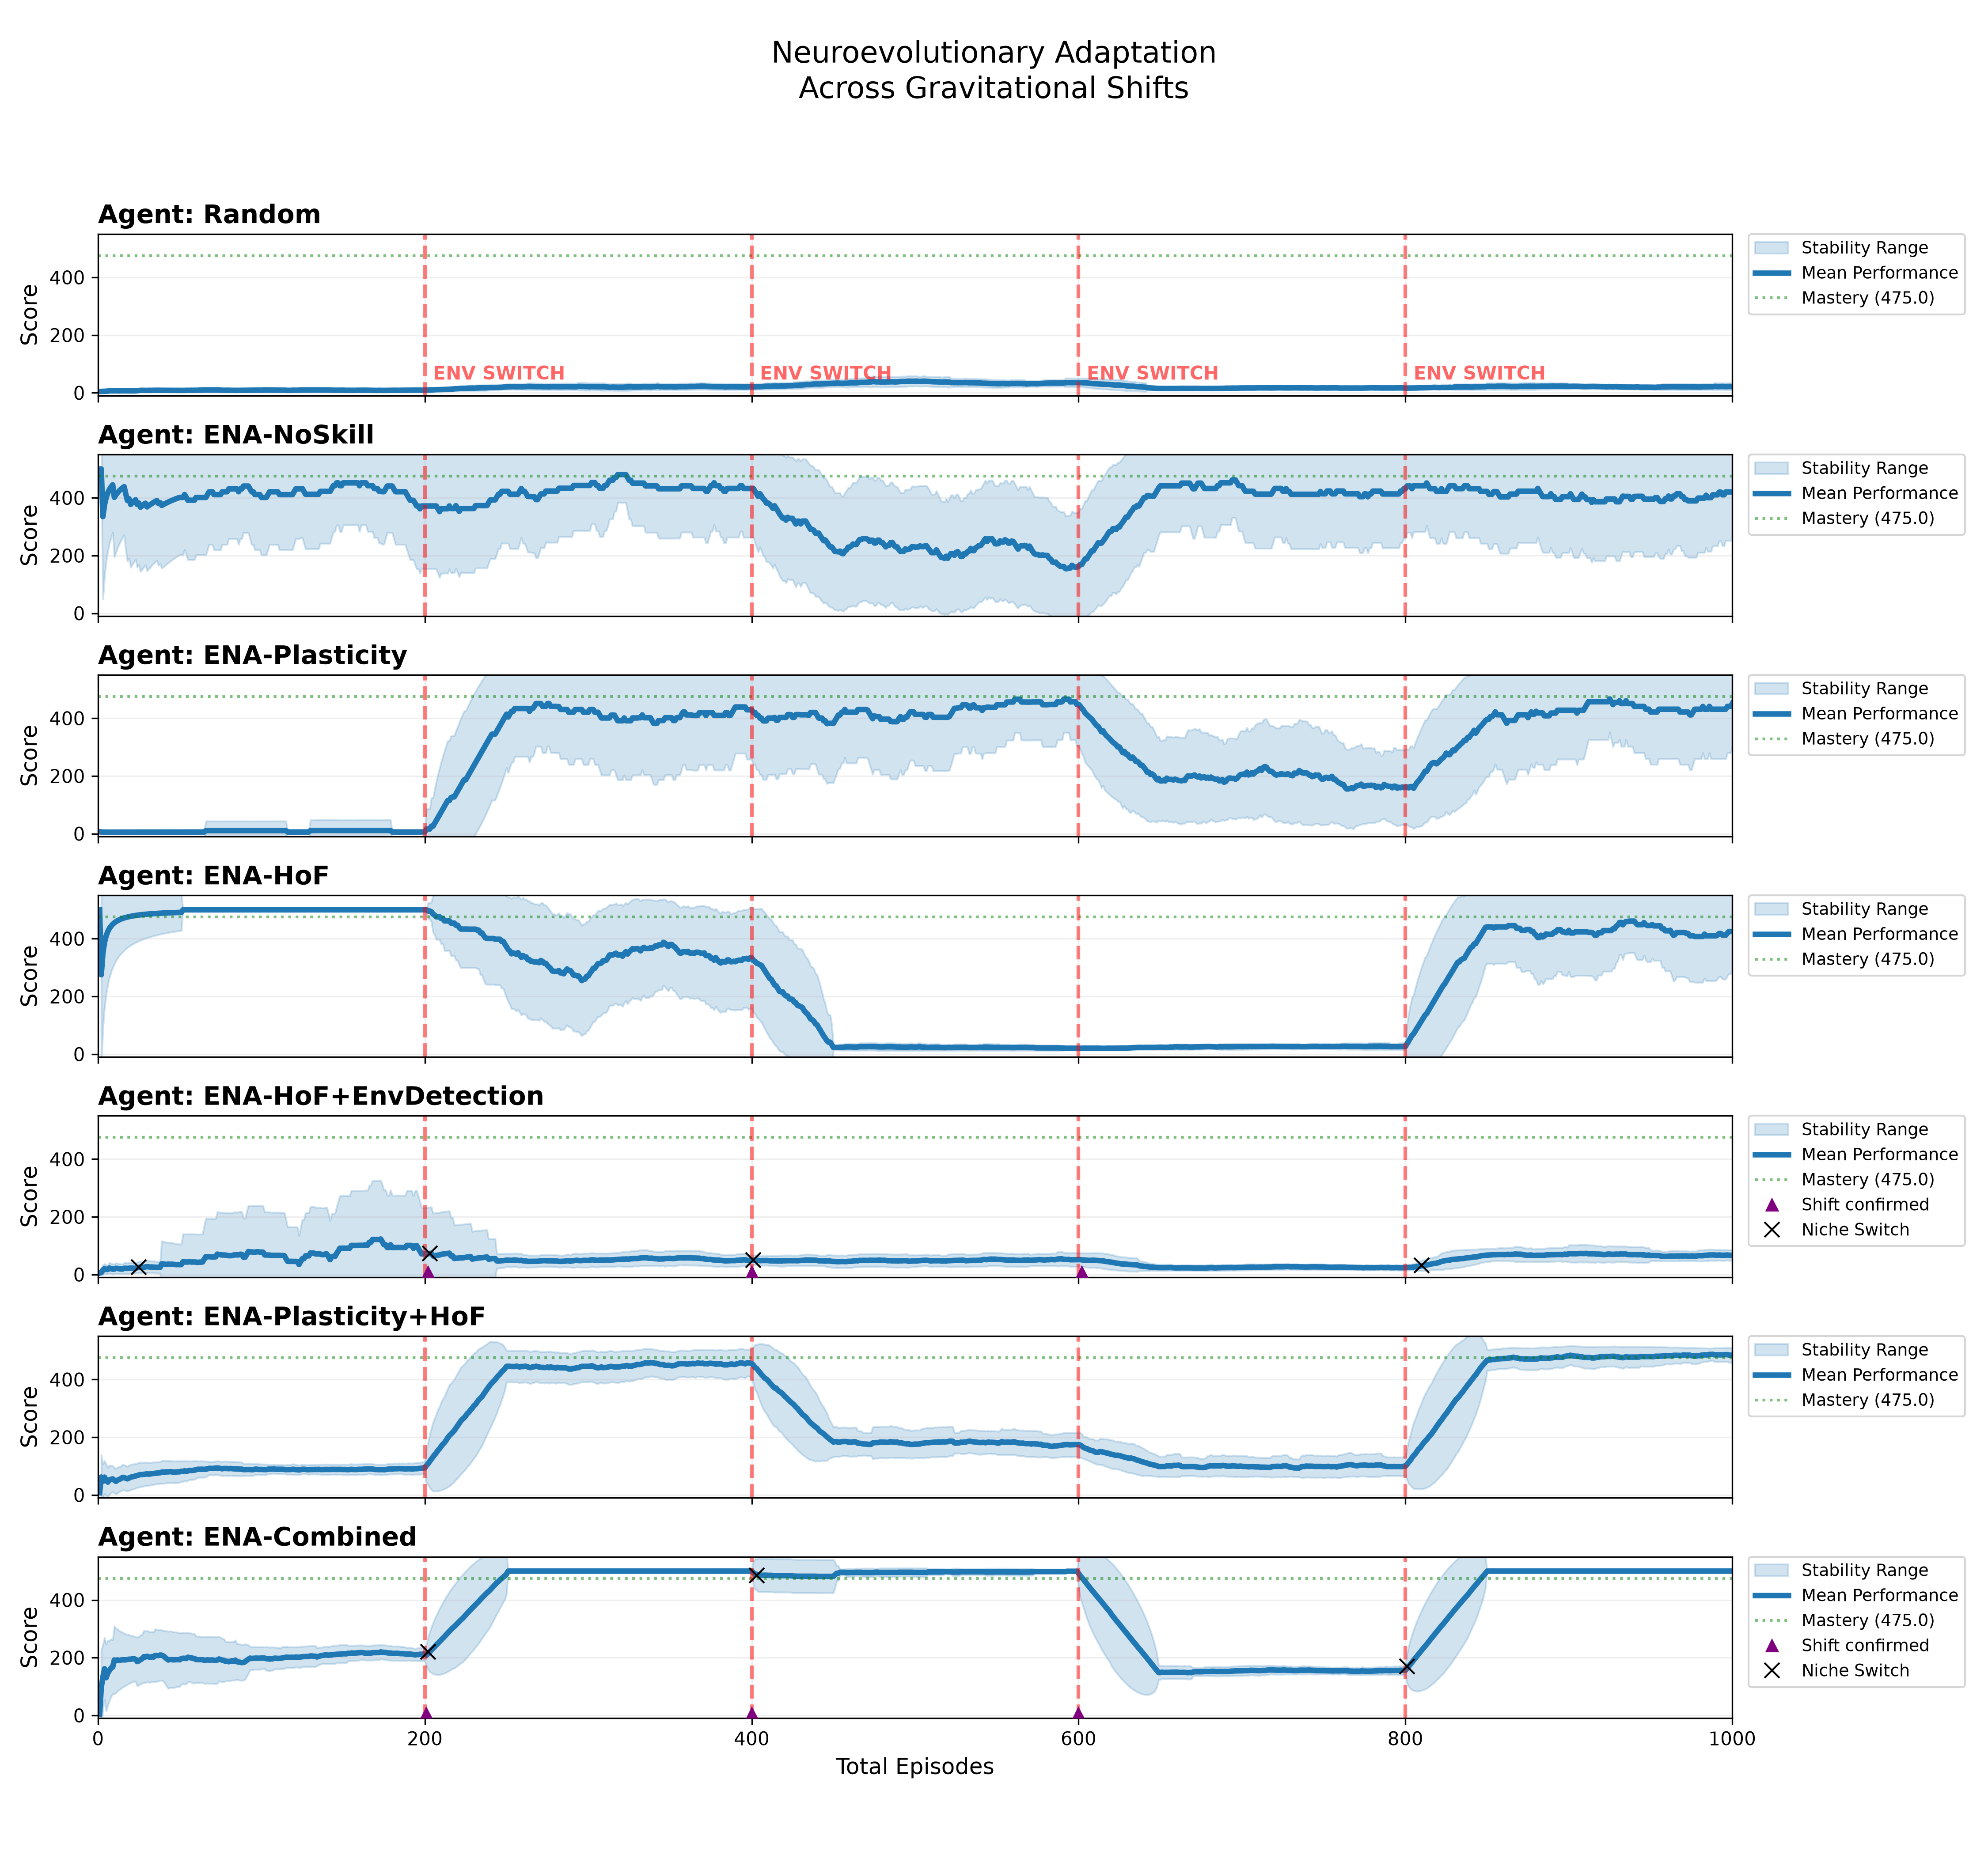 Neuroevolutionary Adaptation
Across Gravitational Shifts
Agent: Random
Score
400
200
0
ENV SWITCH
ENV SWITCH
ENV SWITCH
ENV SWITCH
Stability Range
Mean Performance
Mastery (475.0)
Agent: ENA-NoSkill
Score
400
200
0
Stability Range
Mean Performance
Mastery (475.0)
Agent: ENA-Plasticity
Score
400
200
0
Stability Range
Mean Performance
Mastery (475.0)
Agent: ENA-HoF
Score
400
200
0
Stability Range
Mean Performance
Mastery (475.0)
Agent: ENA-HoF+EnvDetection
Score
400
200
0
Stability Range
Mean Performance
Mastery (475.0)
Shift confirmed
Niche Switch
Agent: ENA-Plasticity+HoF
Score
400
200
0
Stability Range
Mean Performance
Mastery (475.0)
Agent: ENA-Combined
Score
400
200
0
Stability Range
Mean Performance
Mastery (475.0)
Shift confirmed
Niche Switch
0 200 400 600 800 1000
Total Episodes